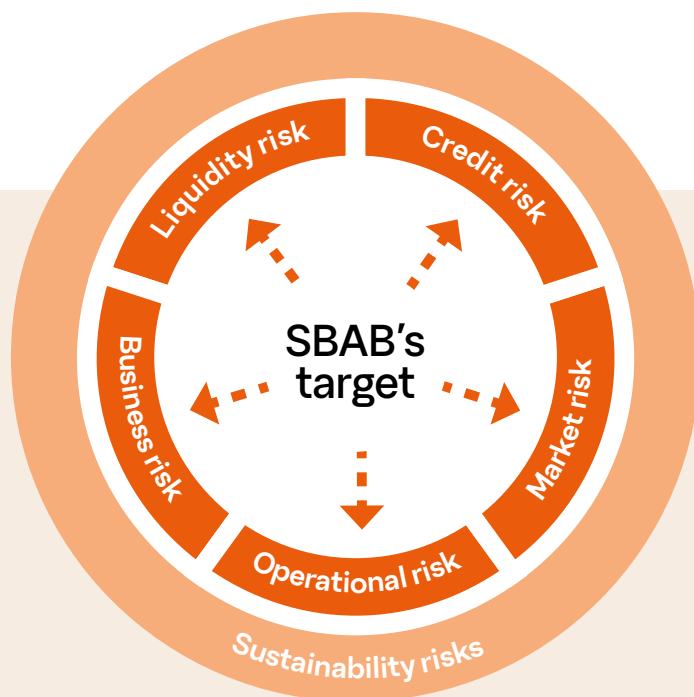 Liquidity risk
Credit risk
SBAB’s
target
Business risk
Market risk
Operational risk
Sustainability risks